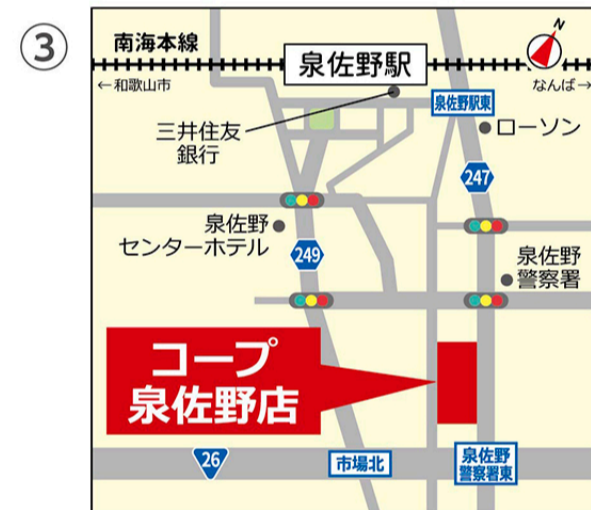 ③
南海本線
泉佐野駅
N
←和歌山市
なんば→
泉佐野駅東
三井住友
銀行
ローソン
247
泉佐野
センターホテル
249
泉佐野
警察署
コープ
泉佐野店
26
市場北
泉佐野
警察署東